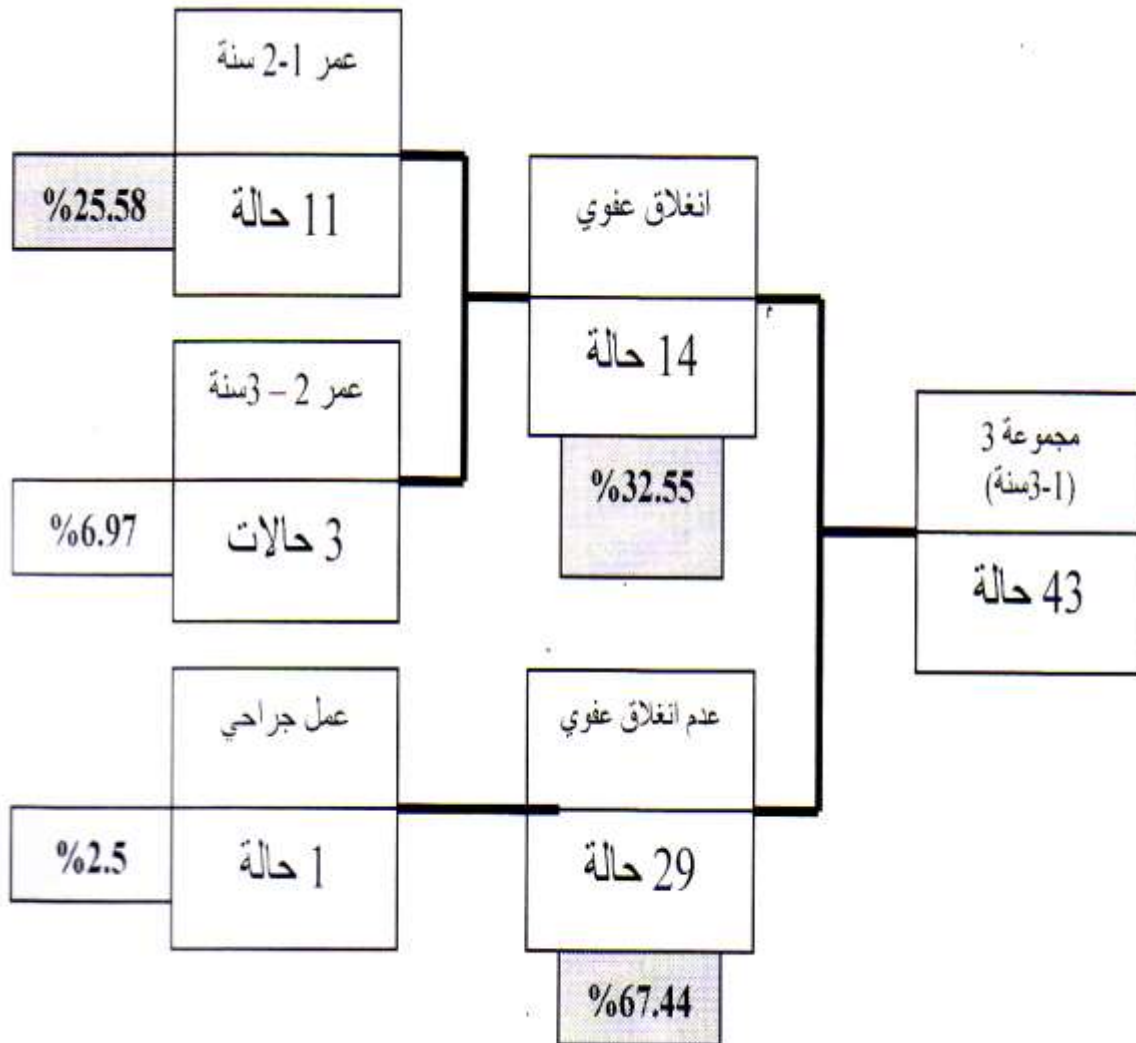 مجموعة 3
(1-3سنة)
43 حالة
انغلاق عفوي
14 حالة
%32.55
عمر 1-2 سنة
11 حالة
%25.58
عمر 2 – 3سنة
3 حالات
%6.97
عدم انغلاق عفوي
29 حالة
%67.44
عمل جراحي
1 حالة
%2.5